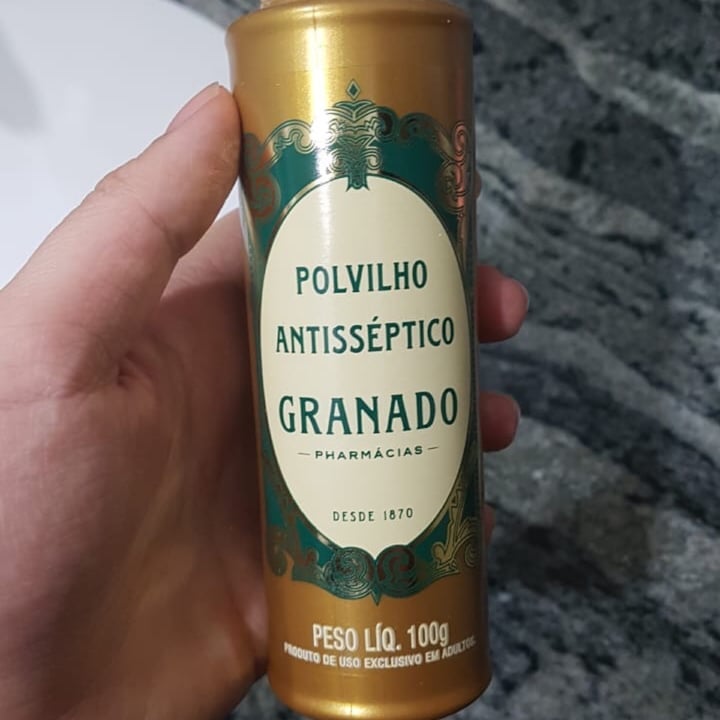 POLVILHO
ANTISSÉPTICO
GRANADO
PHARMÁCIAS
DESDE 1870
PESO LÍQ. 100g
PRODUTO DE USO EXCLUSIVO EM ADULTOS.